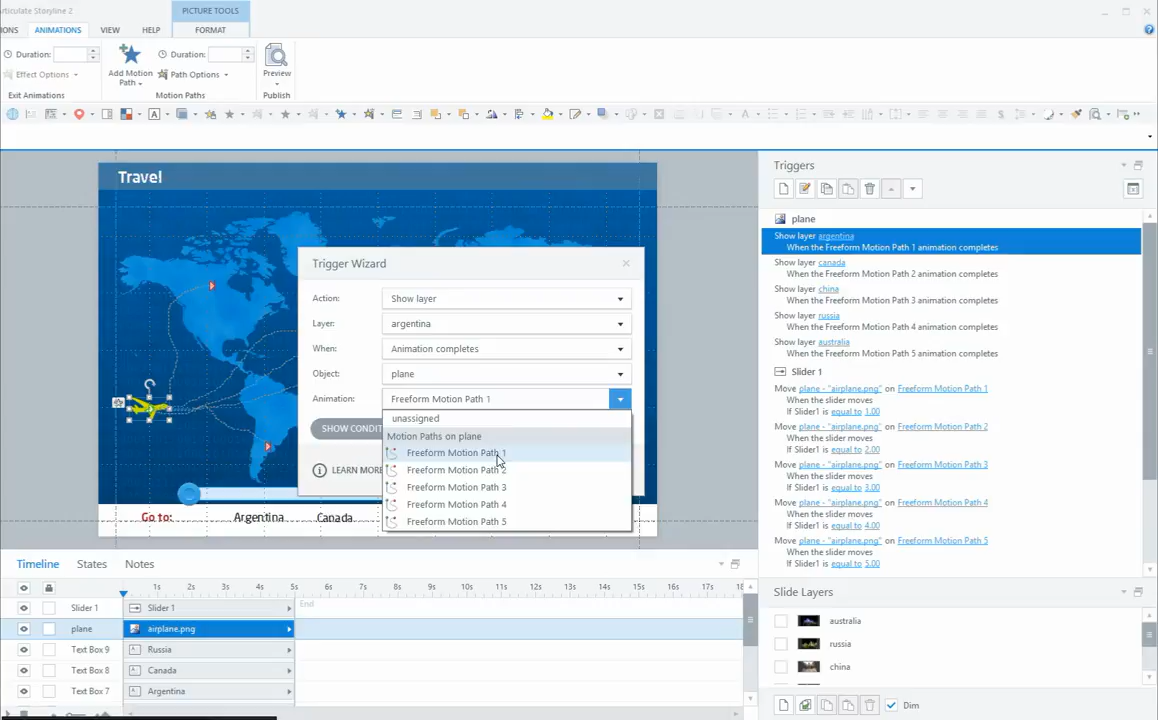 Articulate Storyline 2
PICTURE TOOLS
IONS
ANIMATIONS
VIEW
HELP
FORMAT
Duration:
Effect Options
Exit Animations
Add Motion
Path
Duration:
Path Options
Motion Paths
Preview
Publish
Travel
Trigger Wizard
Action:
Show layer
Layer:
argentina
When:
Animation completes
Object:
plane
Animation:
Freeform Motion Path 1
unassigned
Motion Paths on plane
Freeform Motion Path 1
Freeform Motion Path 2
Freeform Motion Path 3
Freeform Motion Path 4
Freeform Motion Path 5
SHOW CONDIT
LEARN MORE
Go to:
Argentina
Canada
Triggers
plane
Show layer argentina
When the Freeform Motion Path 1 animation completes
Show layer canada
When the Freeform Motion Path 2 animation completes
Show layer china
When the Freeform Motion Path 3 animation completes
Show layer russia
When the Freeform Motion Path 4 animation completes
Show layer australia
When the Freeform Motion Path 5 animation completes
Slider 1
Move plane - "airplane.png" on Freeform Motion Path 1
When the slider moves
If Slider1 is equal to 1.00
Move plane - "airplane.png" on Freeform Motion Path 2
When the slider moves
If Slider1 is equal to 2.00
Move plane - "airplane.png" on Freeform Motion Path 3
When the slider moves
If Slider1 is equal to 3.00
Move plane - "airplane.png" on Freeform Motion Path 4
When the slider moves
If Slider1 is equal to 4.00
Move plane - "airplane.png" on Freeform Motion Path 5
When the slider moves
If Slider1 is equal to 5.00
Timeline
States
Notes
1s 2s 3s 4s 5s 6s 7s 8s 9s 10s 11s 12s 13s 14s 15s 16s 17s 18
End
Slider 1
Slider 1
plane
airplane.png
Text Box 9
Russia
Text Box 8
Canada
Text Box 7
Argentina
Slide Layers
australia
russia
china
Dim